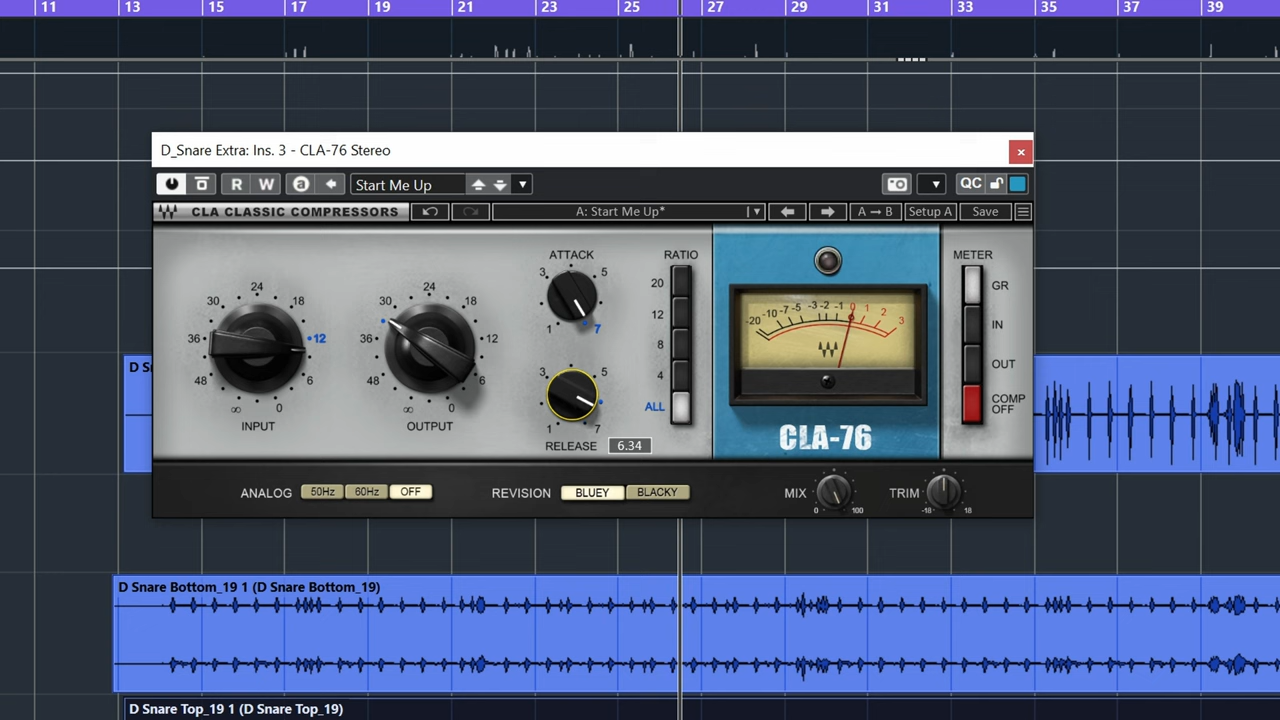 11 13 15 17 19 21 23 25 27 29 31 33 35 37 39
D_Snare Extra: Ins. 3 - CLA-76 Stereo
×
R W a Start Me Up QC
CLA CLASSIC COMPRESSORS A: Start Me Up* A → B Setup A Save
ATTACK RATIO METER
3 5
1 7
24
30 18
36 12
48 6
∞ 0
INPUT
24
30 18
36 12
48 6
∞ 0
OUTPUT
3 5
1 7
RELEASE 6.34
20
12
8
4
ALL
-20 -10 -7 -5 -3 -2 -1 0 1 2 3
CLA-76
GR
IN
OUT
COMP
OFF
ANALOG 50Hz 60Hz OFF REVISION BLUEY BLACKY MIX 0 100 TRIM -18 18
D Sn
D Snare Bottom_19 1 (D Snare Bottom_19)
D Snare Top_19 1 (D Snare Top_19)